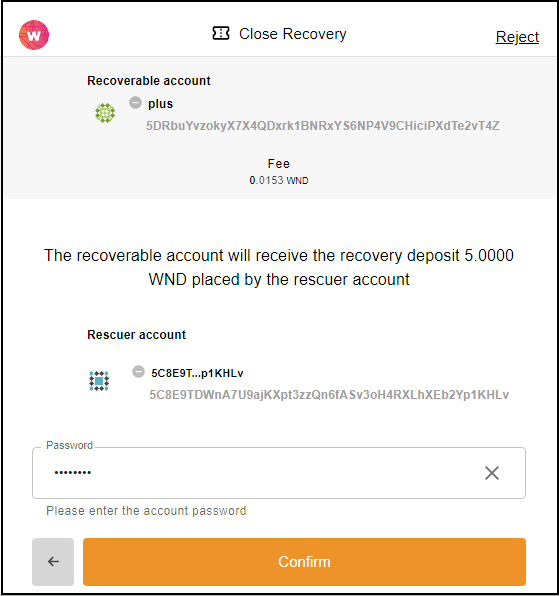 w
Close Recovery
Reject
Recoverable account
plus
5DRbuYvzokyX7X4QDxrk1BNRxYS6NP4V9CHiciPXdTe2vT4Z
Fee
0.0153 WND
The recoverable account will receive the recovery deposit 5.0000
WND placed by the rescuer account
Rescuer account
5C8E9T...p1KHLv
5C8E9TDWnA7U9ajKXpt3zzQn6fASv3oH4RXLhXEb2Yp1KHLv
Password
••••••••
Please enter the account password
Confirm